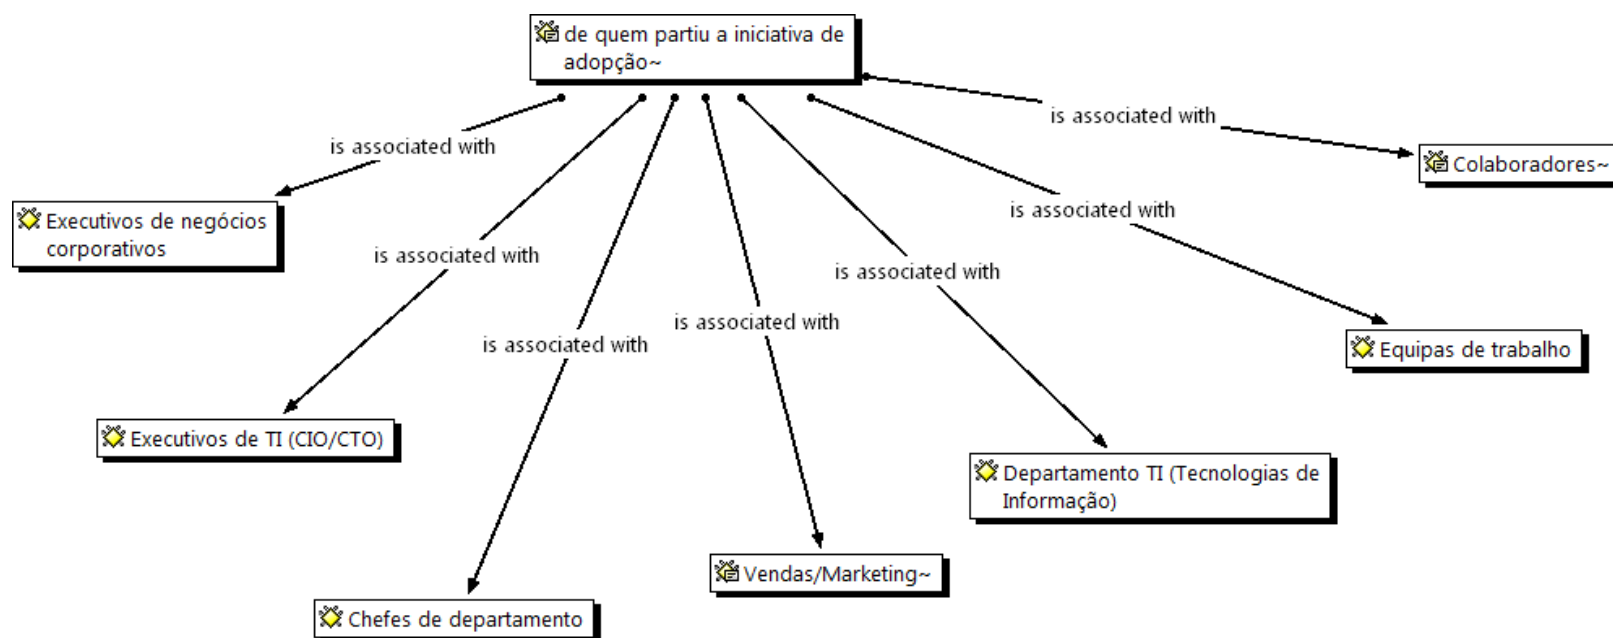 de quem partiu a iniciativa de
adopção~
is associated with
is associated with
Colaboradores~
is associated with
Executivos de negócios
corporativos
is associated with
is associated with
is associated with
is associated with
Equipas de trabalho
Executivos de TI (CIO/CTO)
Departamento TI (Tecnologias de
Informação)
Vendas/Marketing~
Chefes de departamento